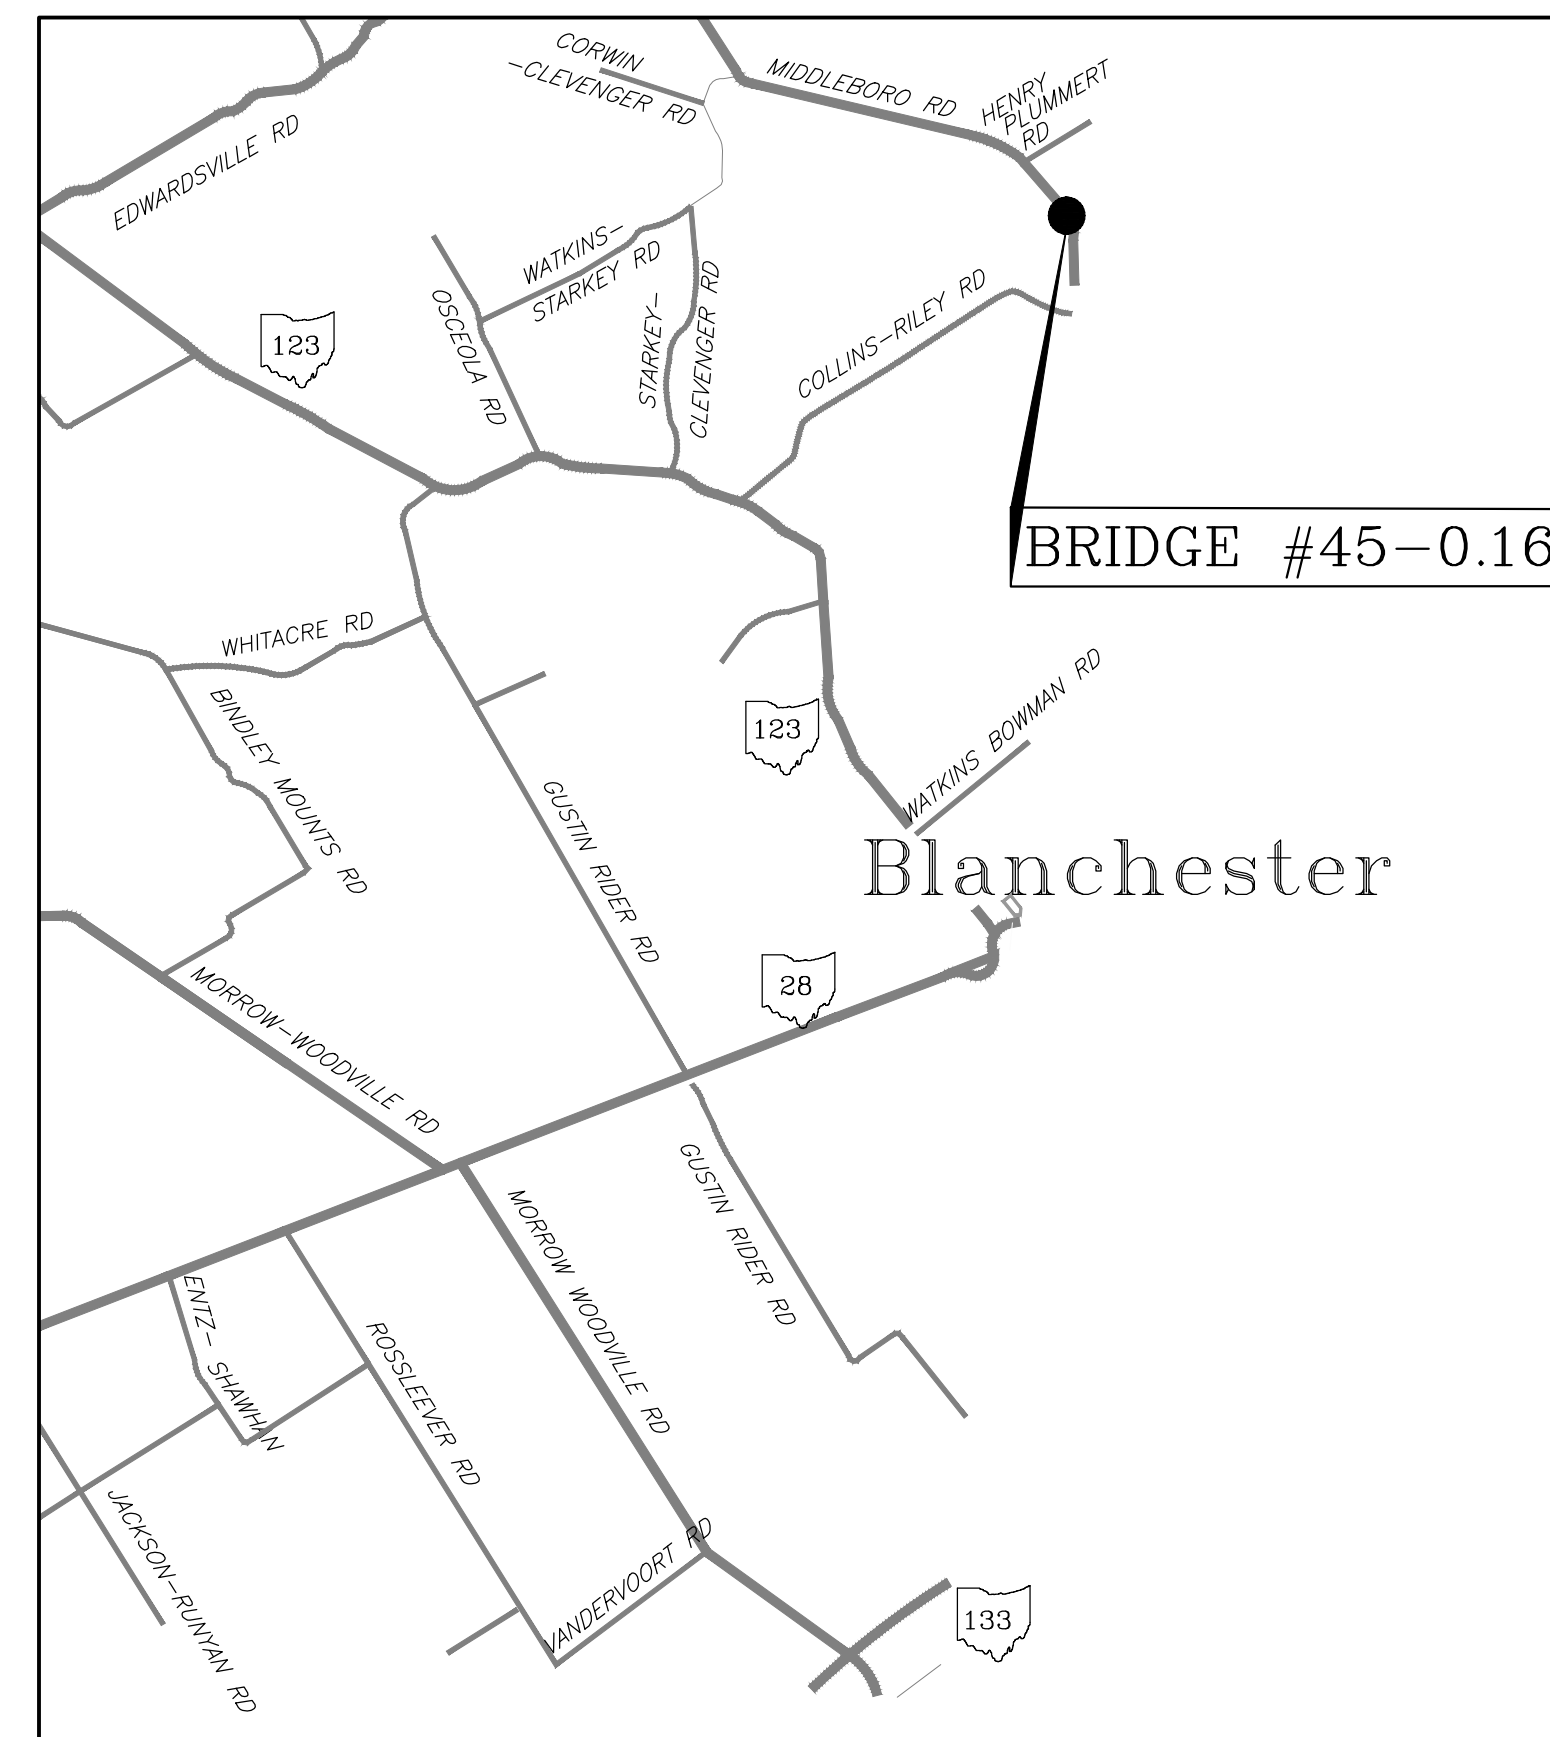 CORWIN
-CLEVENGER RD
MIDDLEBORO RD
HENRY
PLUMMERT
RD
EDWARDSVILLE RD
WATKINS-
STARKEY RD
OSCEOLA RD
STARKEY-
CLEVENGER RD
COLLINS-RILEY RD
123
BRIDGE #45-0.16
WHITACRE RD
BINDLEY MOUNTS RD
123
WATKINS BOWMAN RD
GUSTIN RIDER RD
Blanchester
28
MORROW-WOODVILLE RD
GUSTIN RIDER RD
MORROW WOODVILLE RD
ENTZ- SHAWHAN
ROSSLEEVER RD
JACKSON-RUNYAN RD
VANDERVOORT RD
133